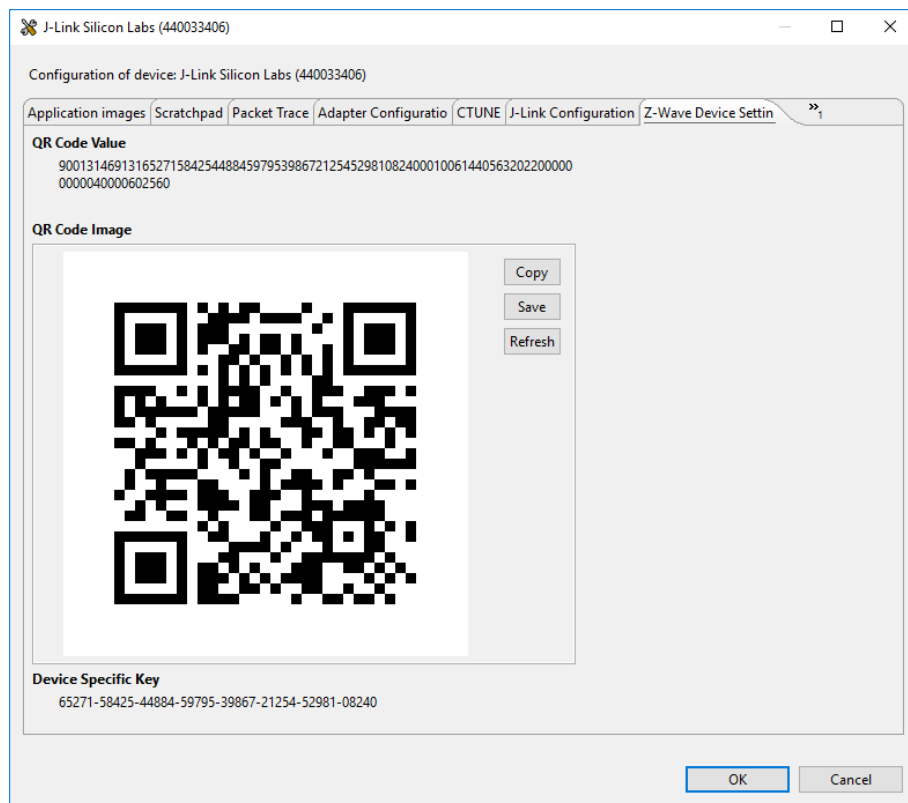 J-Link Silicon Labs (440033406)
Configuration of device: J-Link Silicon Labs (440033406)
Application images Scratchpad Packet Trace Adapter Configuratio CTUNE J-Link Configuration Z-Wave Device Settin »1
QR Code Value
900131469131652715842544884597953986721254529810824000100614405632022200000
0000040000602560
QR Code Image
Copy
Save
Refresh
Device Specific Key
65271-58425-44884-59795-39867-21254-52981-08240
OK Cancel